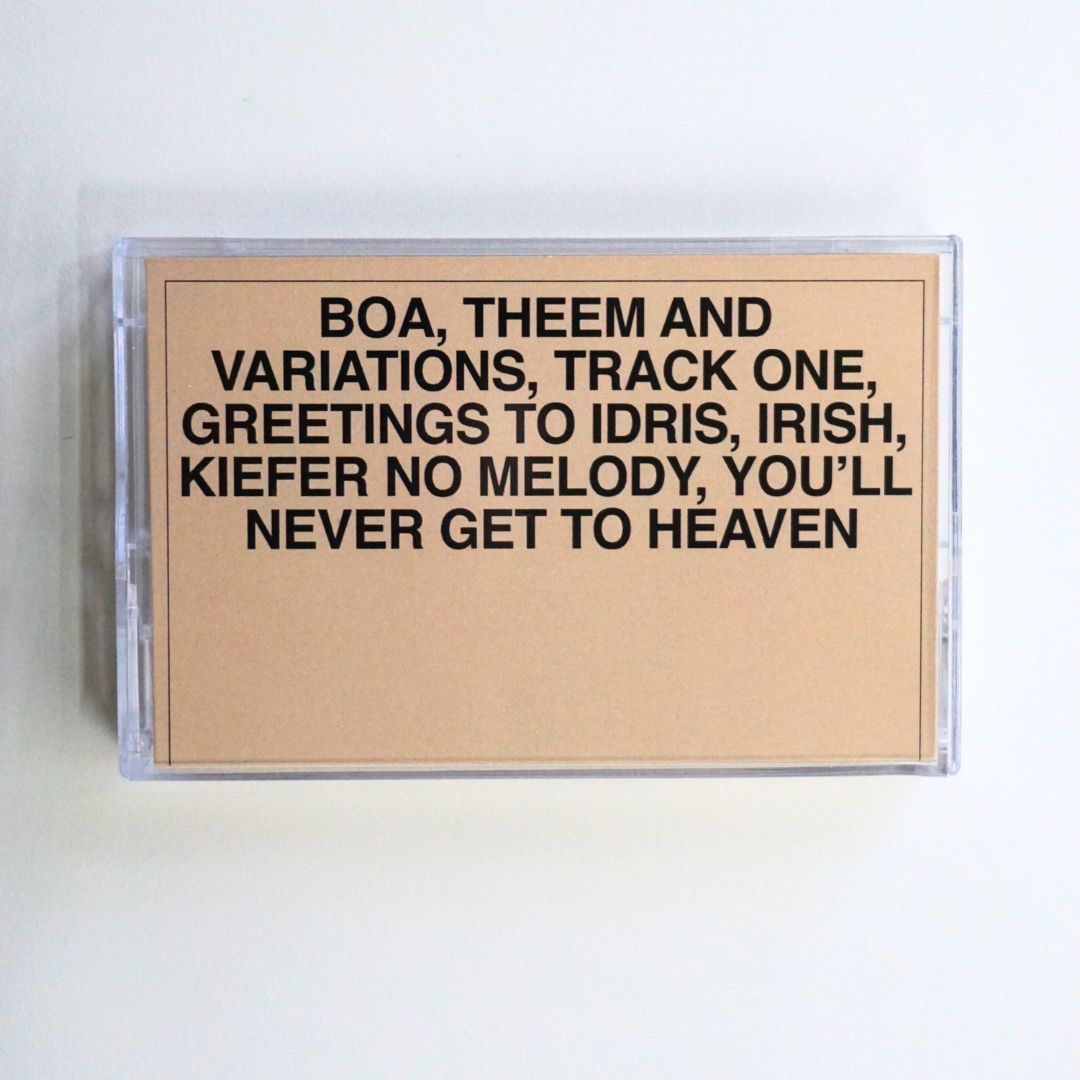 BOA, THEEM AND
VARIATIONS, TRACK ONE,
GREETINGS TO IDRIS, IRISH,
KIEFER NO MELODY, YOU'LL
NEVER GET TO HEAVEN